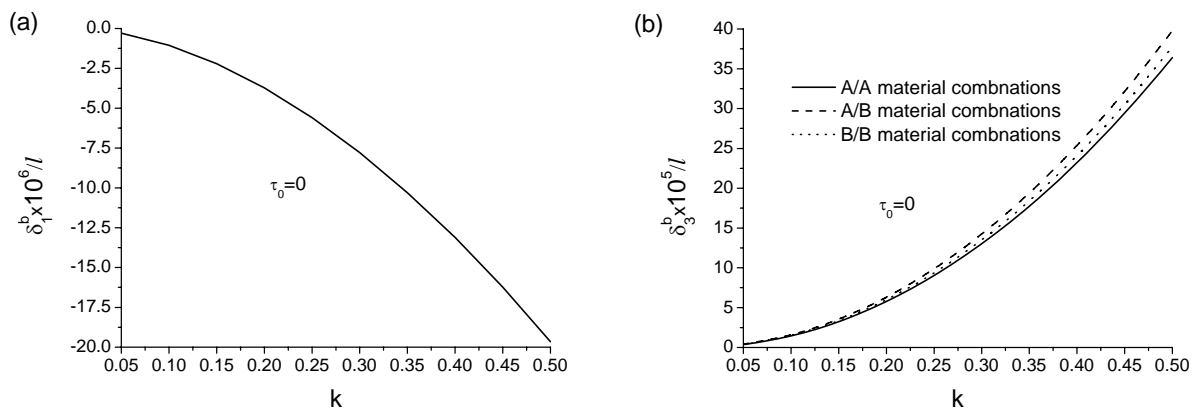 (a)
0.0
-2.5
-5.0
-7.5
-10.0
-12.5
-15.0
-17.5
-20.0
δ₁ᵇx10⁶/l
τ₀=0
0.05 0.10 0.15 0.20 0.25 0.30 0.35 0.40 0.45 0.50
k
(b)
40
35
30
25
20
15
10
5
0
δ₃ᵇx10⁵/l
A/A material combnations
A/B material combnations
B/B material combnations
τ₀=0
0.05 0.10 0.15 0.20 0.25 0.30 0.35 0.40 0.45 0.50
k